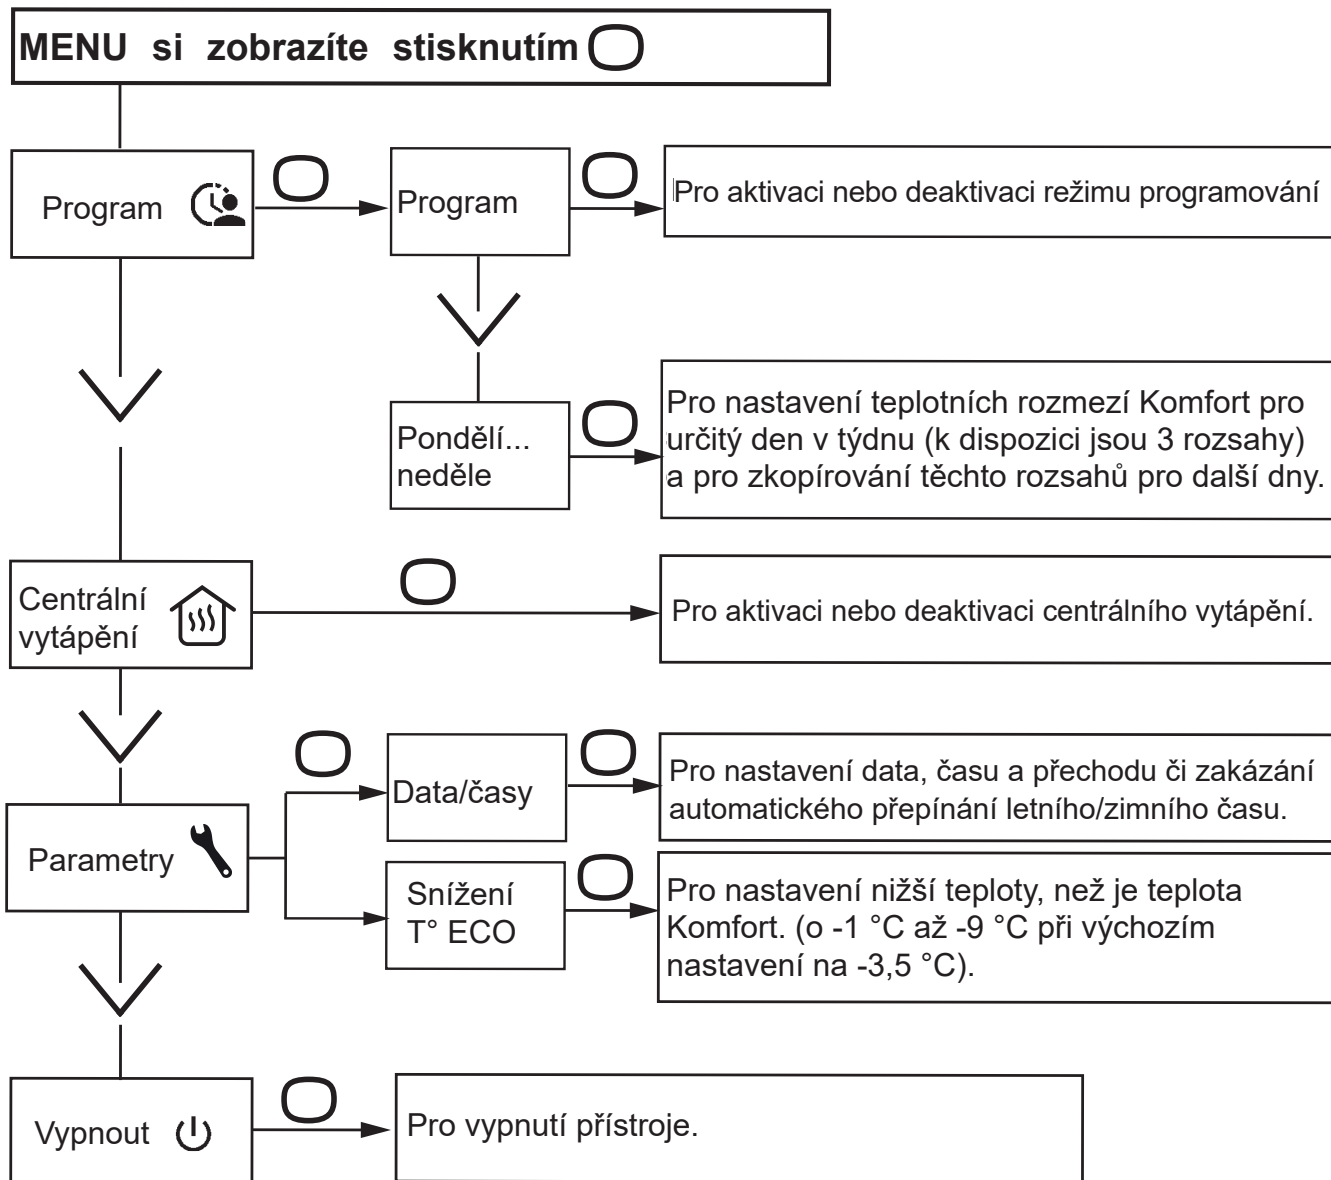 MENU si zobrazíte stisknutím
Program
Program
Pro aktivaci nebo deaktivaci režimu programování
Pondělí...
neděle
Pro nastavení teplotních rozmezí Komfort pro
určitý den v týdnu (k dispozici jsou 3 rozsahy)
a pro zkopírování těchto rozsahů pro další dny.
Centrální
vytápění
Pro aktivaci nebo deaktivaci centrálního vytápění.
Parametry
Data/časy
Pro nastavení data, času a přechodu či zakázání
automatického přepínání letního/zimního času.
Snížení
T° ECO
Pro nastavení nižší teploty, než je teplota
Komfort. (o -1 °C až -9 °C při výchozím
nastavení na -3,5 °C).
Vypnout
Pro vypnutí přístroje.